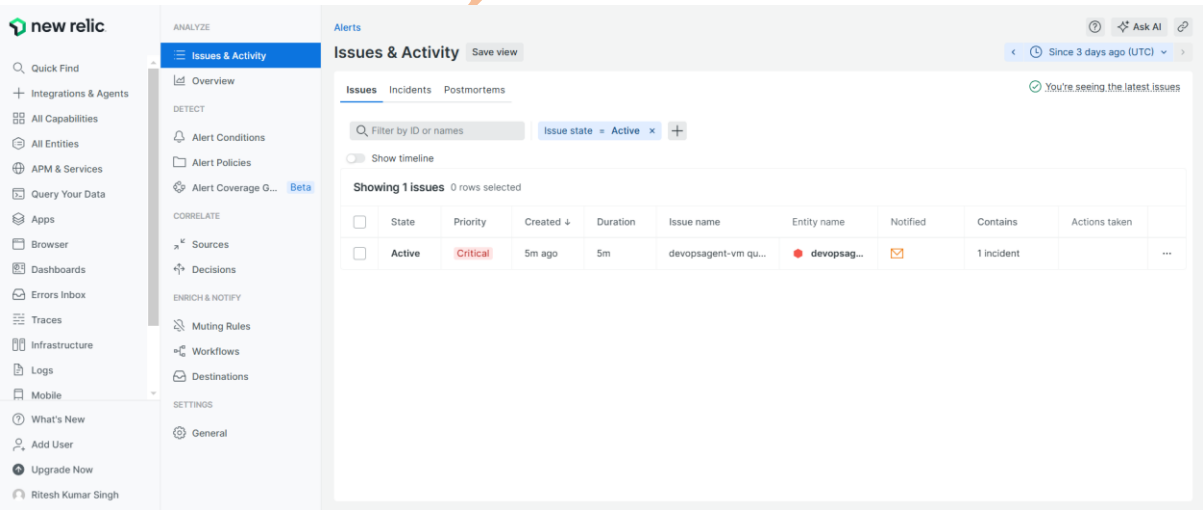 new relic
Quick Find
Integrations & Agents
All Capabilities
All Entities
APM & Services
Query Your Data
Apps
Browser
Dashboards
Errors Inbox
Traces
Infrastructure
Logs
Mobile
What's New
Add User
Upgrade Now
Ritesh Kumar Singh
ANALYZE
Issues & Activity
Overview
DETECT
Alert Conditions
Alert Policies
Alert Coverage G... Beta
CORRELATE
Sources
Decisions
ENRICH & NOTIFY
Muting Rules
Workflows
Destinations
SETTINGS
General
Alerts
Ask AI
Issues & Activity Save view
Since 3 days ago (UTC)
Issues Incidents Postmortems
You're seeing the latest issues
Filter by ID or names
Issue state = Active ×
Show timeline
Showing 1 issues 0 rows selected
State Priority Created ↓ Duration Issue name Entity name Notified Contains Actions taken
Active Critical 5m ago 5m devopsagent-vm qu... devopsag... 1 incident ...